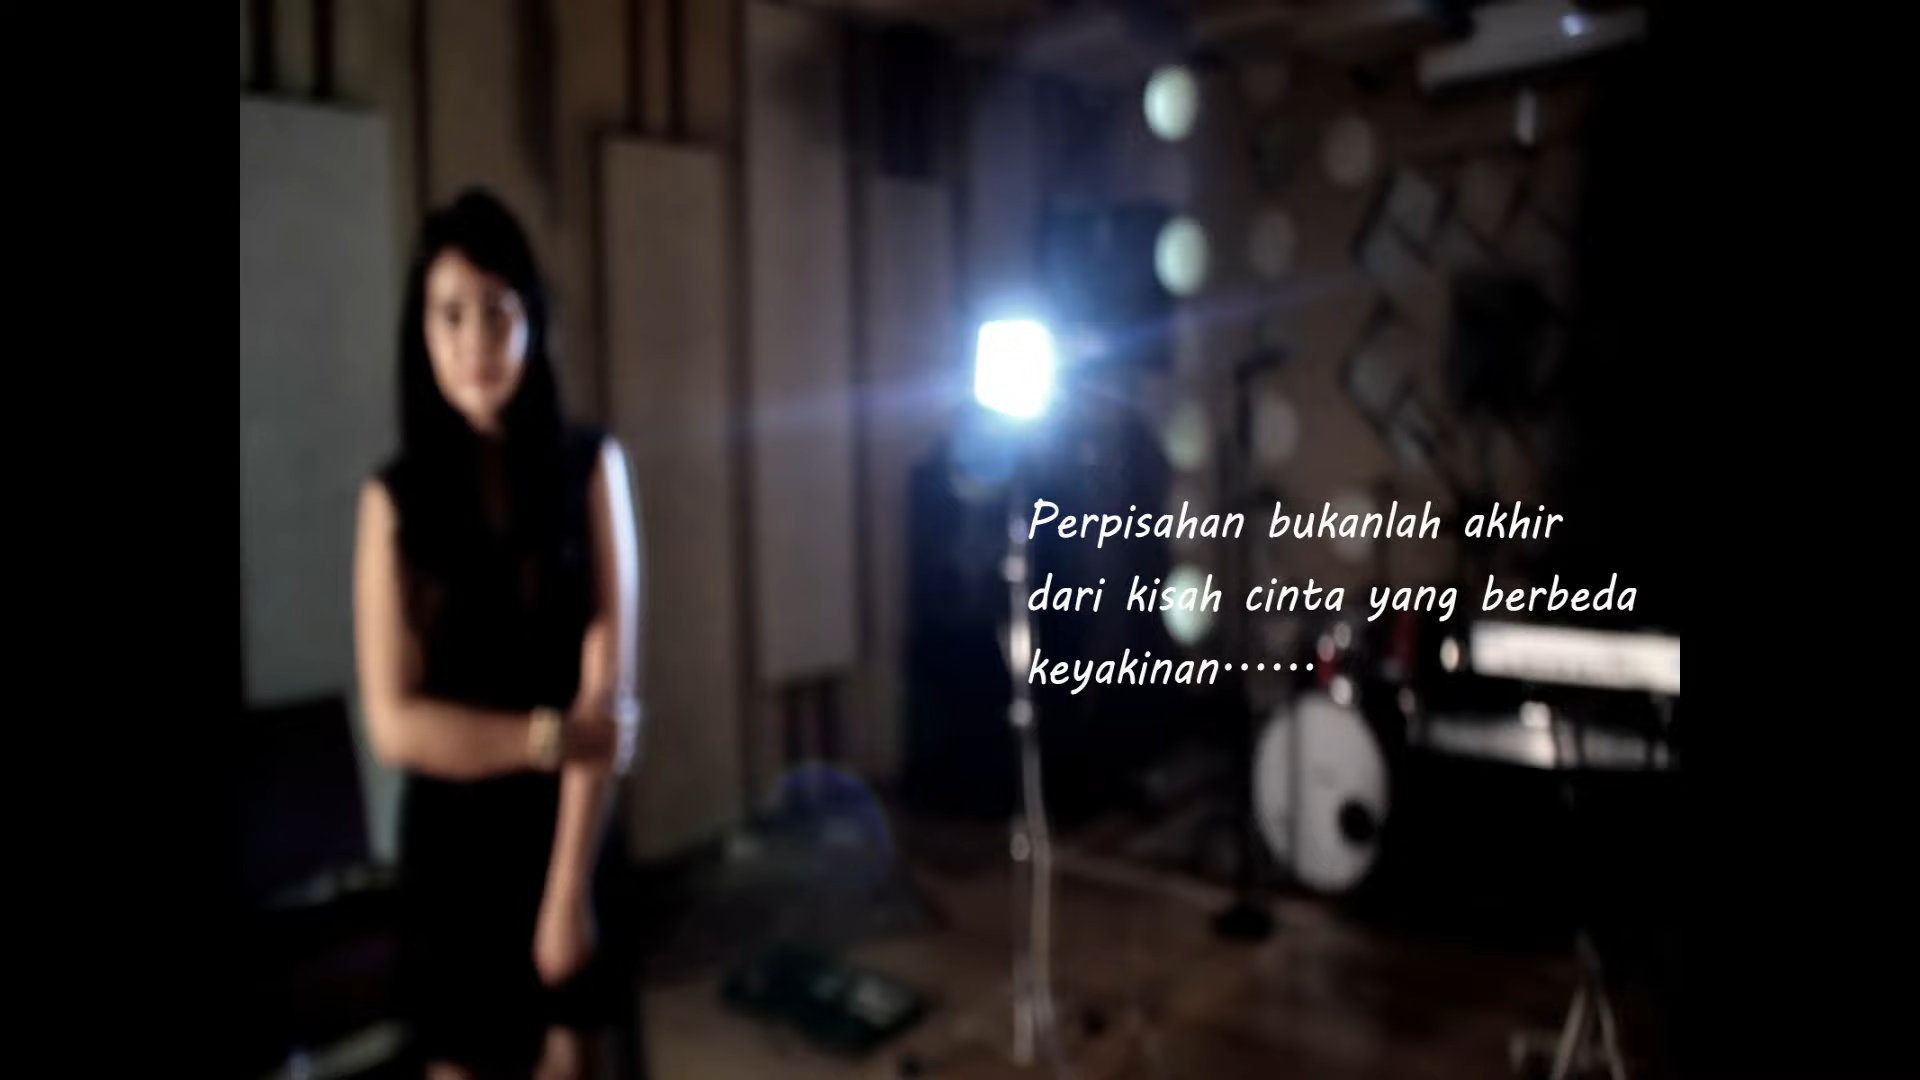 Perpisahan bukanlah akhir
dari kisah cinta yang berbeda
keyakinan······